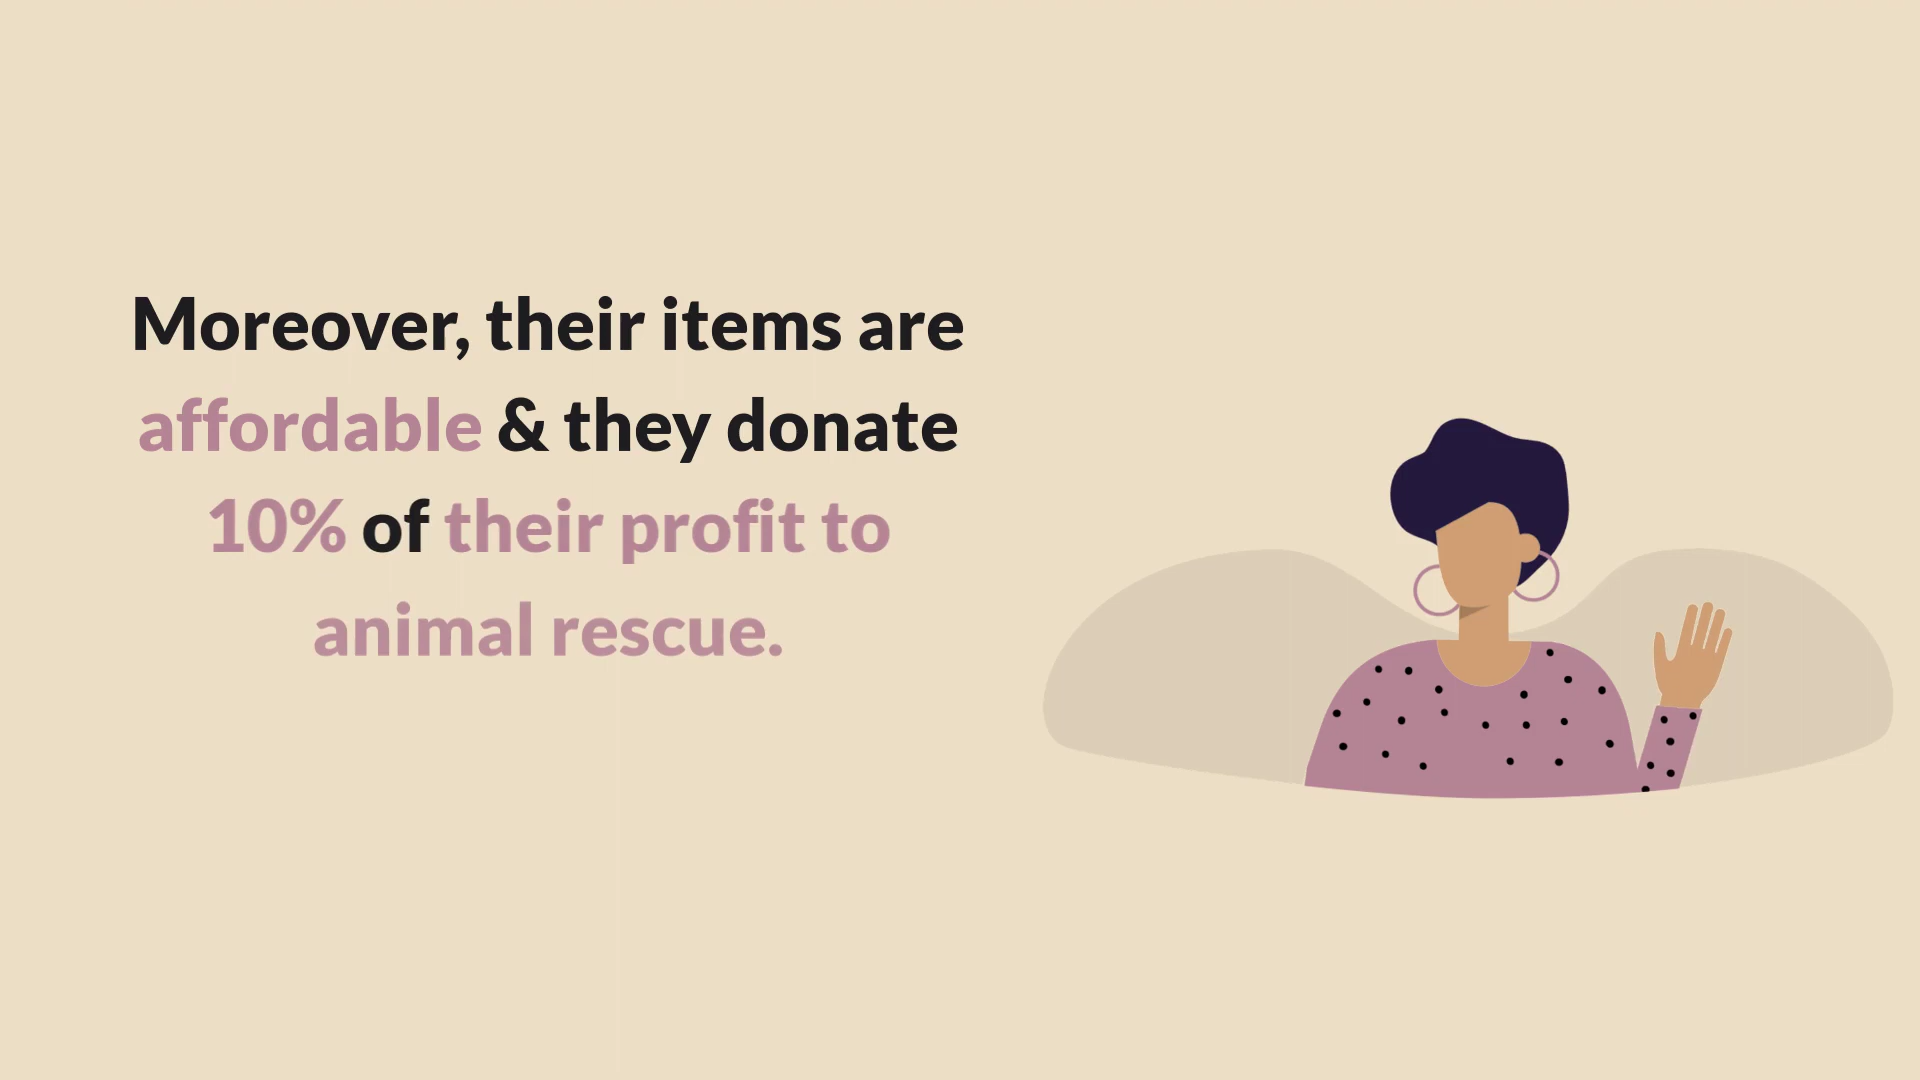 Moreover, their items are
affordable & they donate
10% of their profit to
animal rescue.